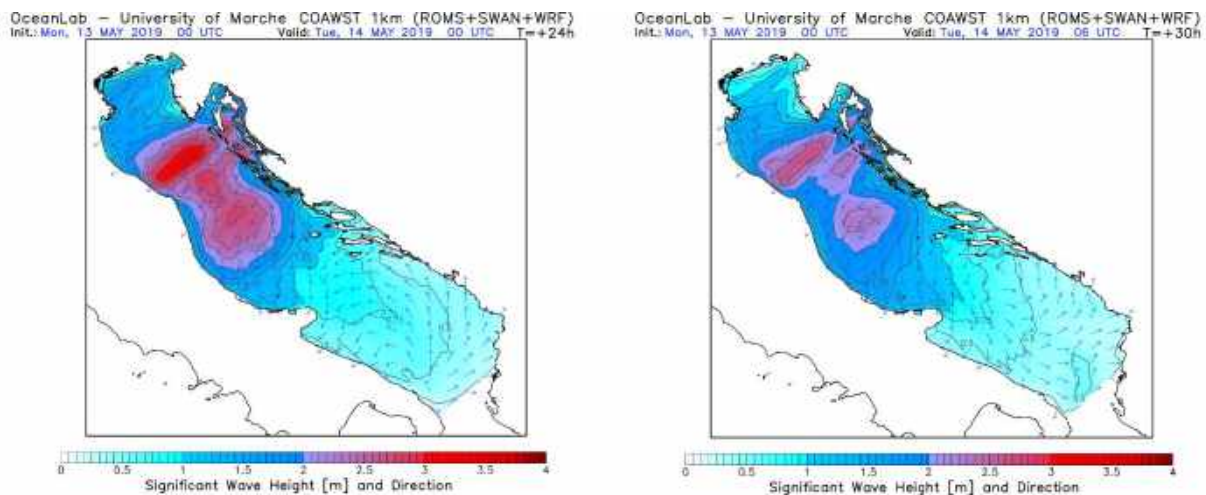 OceanLab – University of Marche COAWST 1km (ROMS+SWAN+WRF)
Init.: Mon, 13 MAY 2019 00 UTC Valid: Tue, 14 MAY 2019 00 UTC T=+24h
0 0.5 1 1.5 2 2.5 3 3.5 4
Significant Wave Height [m] and Direction
OceanLab – University of Marche COAWST 1km (ROMS+SWAN+WRF)
Init.: Mon, 13 MAY 2019 00 UTC Valid: Tue, 14 MAY 2019 06 UTC T=+30h
0 0.5 1 1.5 2 2.5 3 3.5 4
Significant Wave Height [m] and Direction